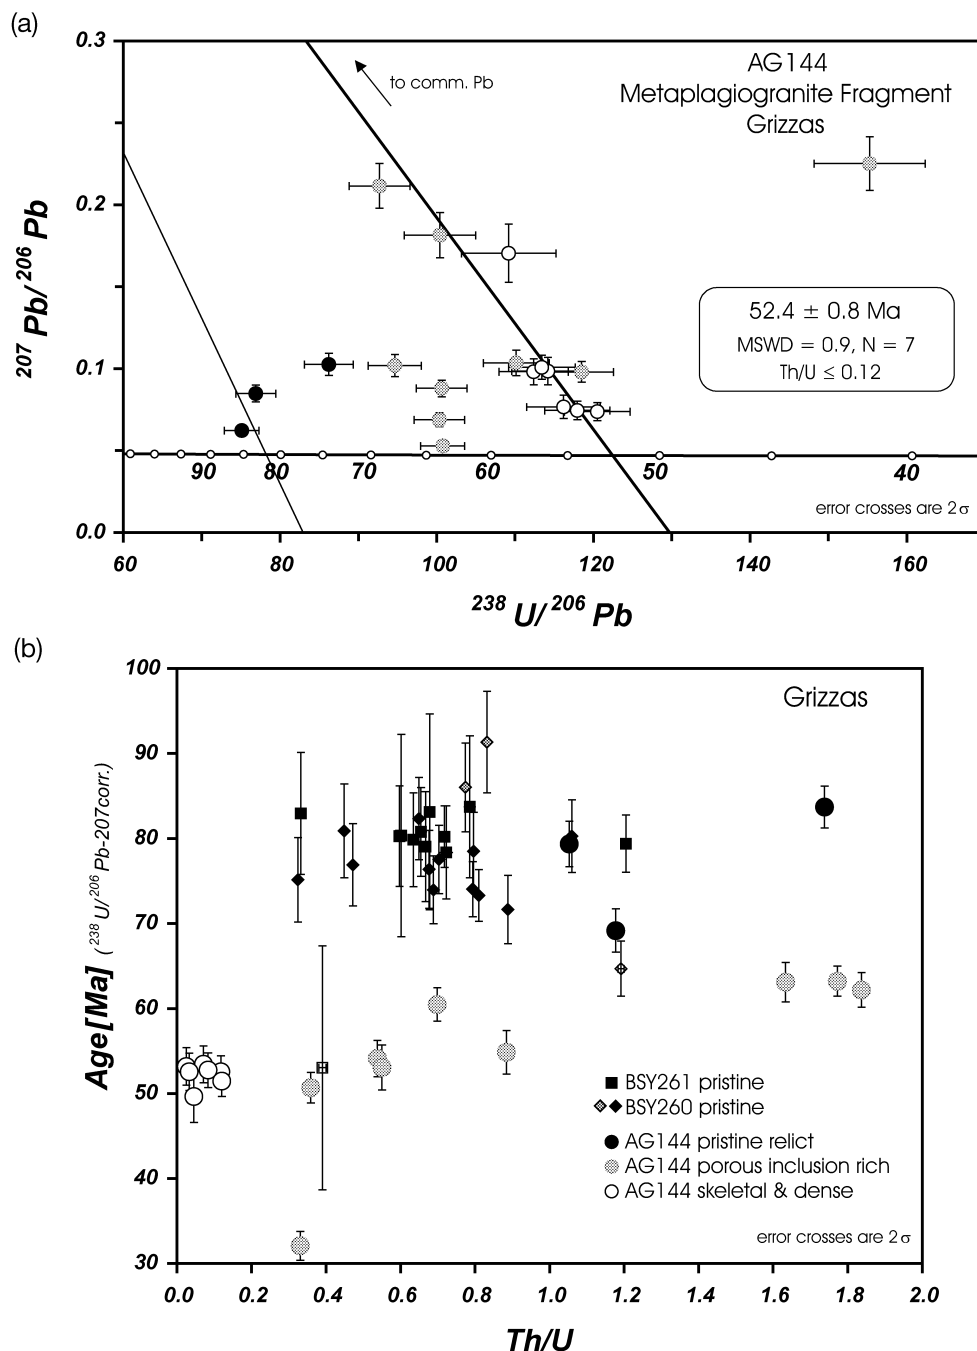 (a)
0.3
0.2
0.1
0.0
207 Pb/ 206 Pb
to comm. Pb
AG144
Metaplagiogranite Fragment
Grizzas
52.4 ± 0.8 Ma
MSWD = 0.9, N = 7
Th/U ≤ 0.12
90 80 70 60 50 40
error crosses are 2σ
60 80 100 120 140 160
238 U/ 206 Pb
(b)
100
90
80
70
60
50
40
30
Age[Ma] (238 U/ 206 Pb-207corr.)
Grizzas
BSY261 pristine
BSY260 pristine
AG144 pristine relict
AG144 porous inclusion rich
AG144 skeletal & dense
error crosses are 2σ
0.0 0.2 0.4 0.6 0.8 1.0 1.2 1.4 1.6 1.8 2.0
Th/U